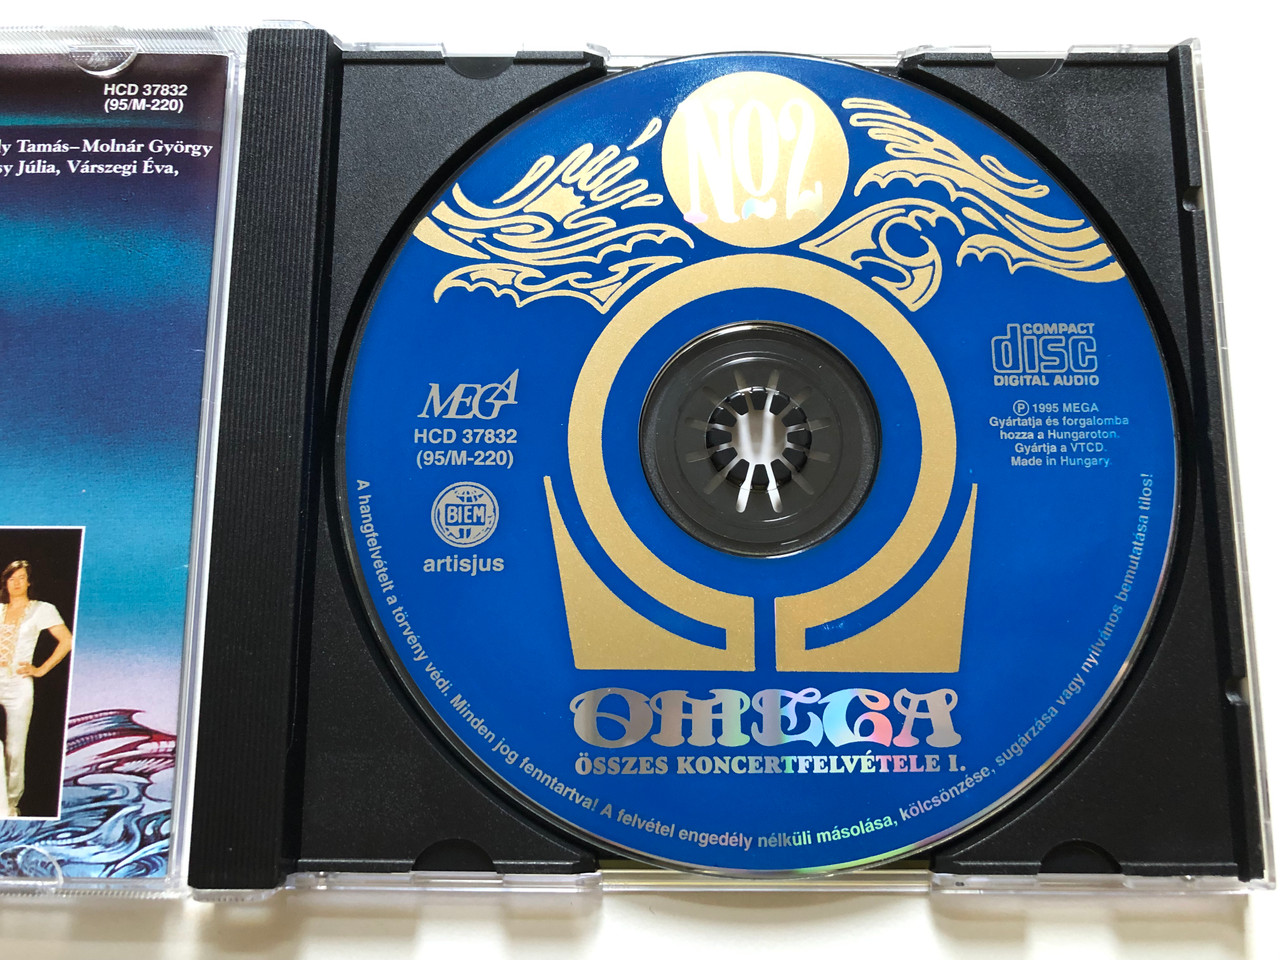 HCD 37832
(95/M-220)
Tamás–Molnár György
Júlia, Várszegi Éva,
No2
COMPACT
disc
DIGITAL AUDIO
MEGA
HCD 37832
(95/M-220)
BIEM
artisjus
Ⓟ 1995 MEGA
Gyártatja és forgalomba
hozza a Hungaroton.
Gyártja a VTCD.
Made in Hungary.
OMEGA
ÖSSZES KONCERTFELVÉTELE I.
A hangfelvételt a törvény védi. Minden jog fenntartva! A felvétel engedély nélküli másolása, kölcsönzése, sugárzása vagy nyilvános bemutatása tilos!